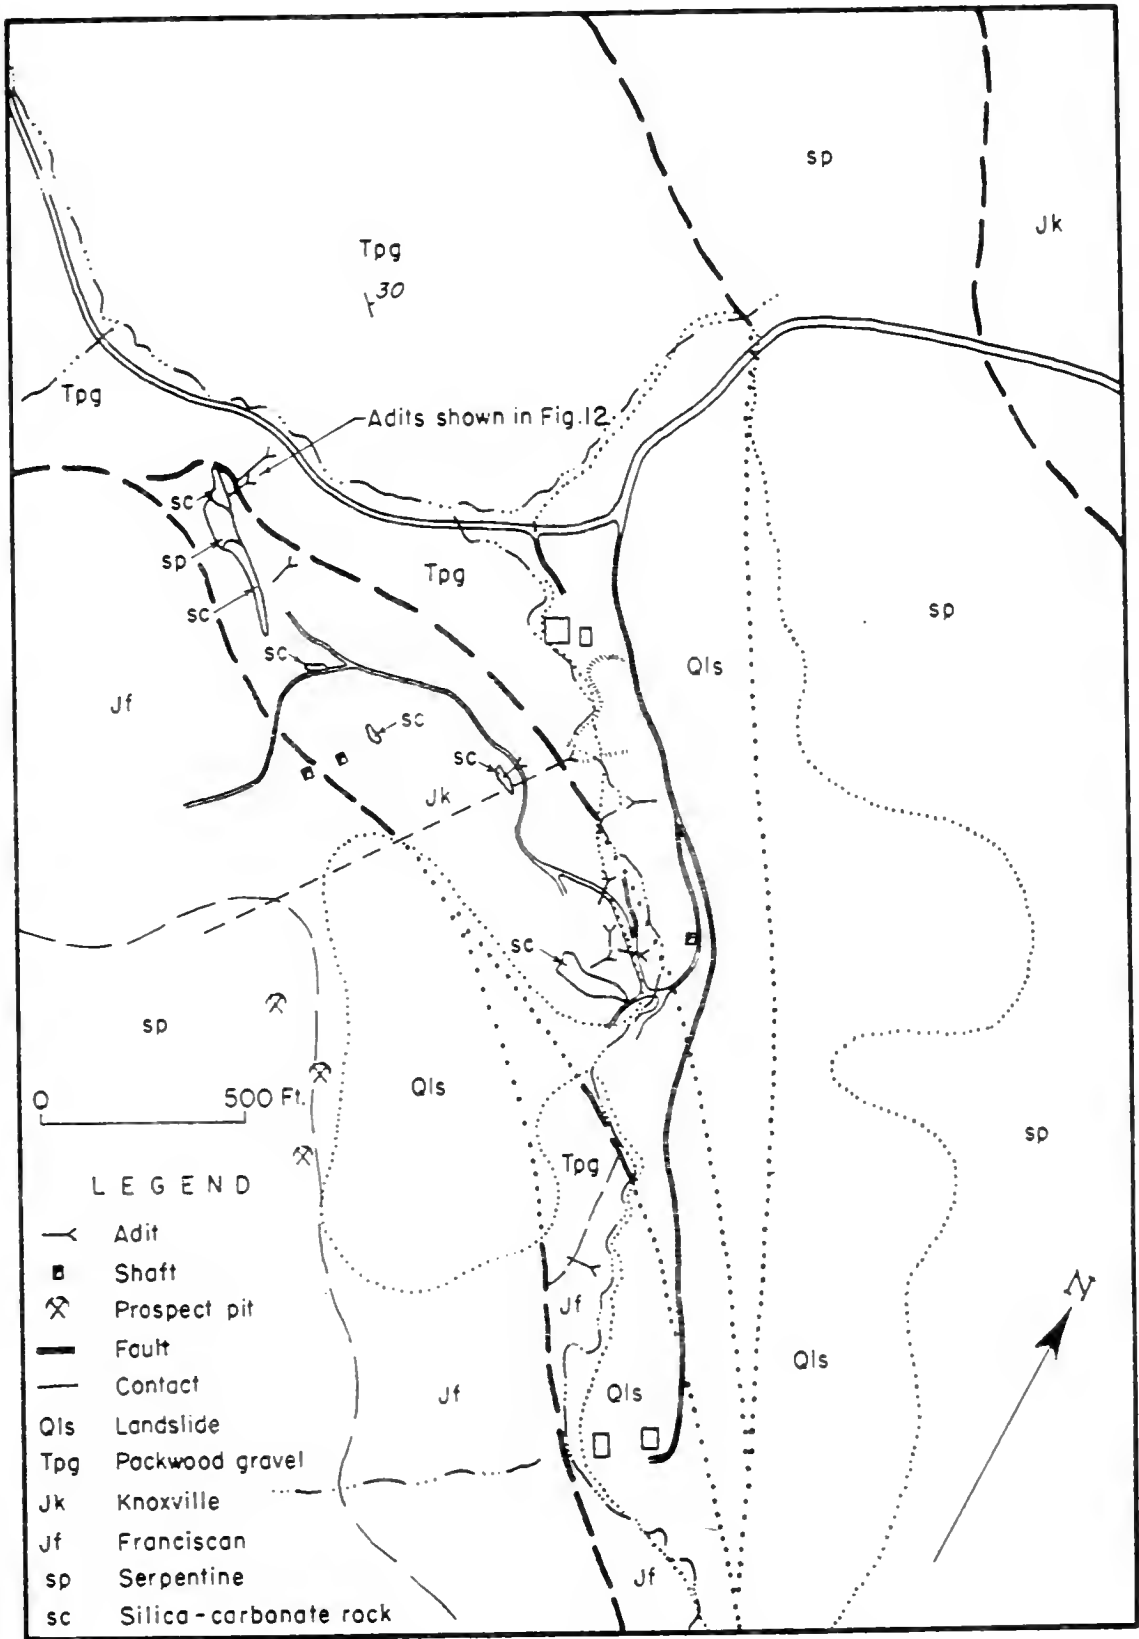 sp
Jk
Tpg
30
Tpg
Adits shown in Fig.12
sc
sp
Tpg
sc
sp
sc
Qls
Jf
sc
sc
Jk
sc
sp
Qls
sp
0 500 Ft.
Tpg
LEGEND
Adit
Shaft
Prospect pit
Fault
Contact
Qls Landslide
Tpg Packwood gravel
Jk Knoxville
Jf Franciscan
sp Serpentine
sc Silica-carbonate rock
N
Jf
Qls
Jf
Qls
Jf